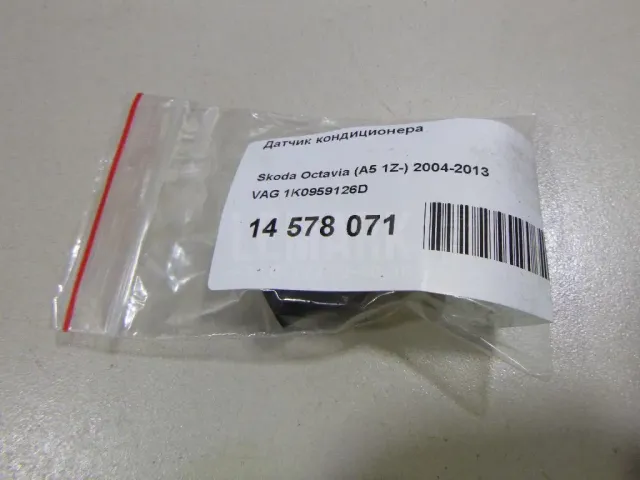 Датчик кондиционера
Skoda Octavia (A5 1Z-) 2004-2013
VAG 1K0959126D
14 578 071